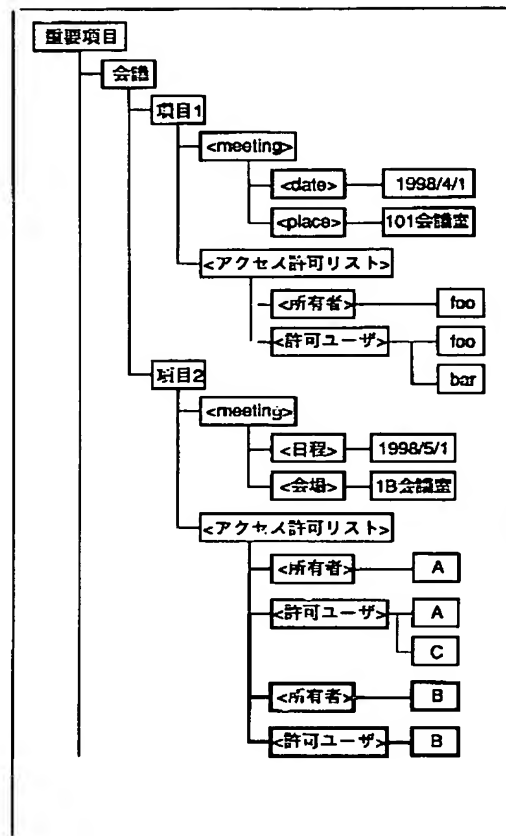 重要項目
会議
項目1
<meeting>
<date> 1998/4/1
<place> 101会議室
<アクセス許可リスト>
<所有者> foo
<許可ユーザ> foo
bar
項目2
<meeting>
<日程> 1998/5/1
<会場> 1B会議室
<アクセス許可リスト>
<所有者> A
<許可ユーザ> A
C
<所有者> B
<許可ユーザ> B